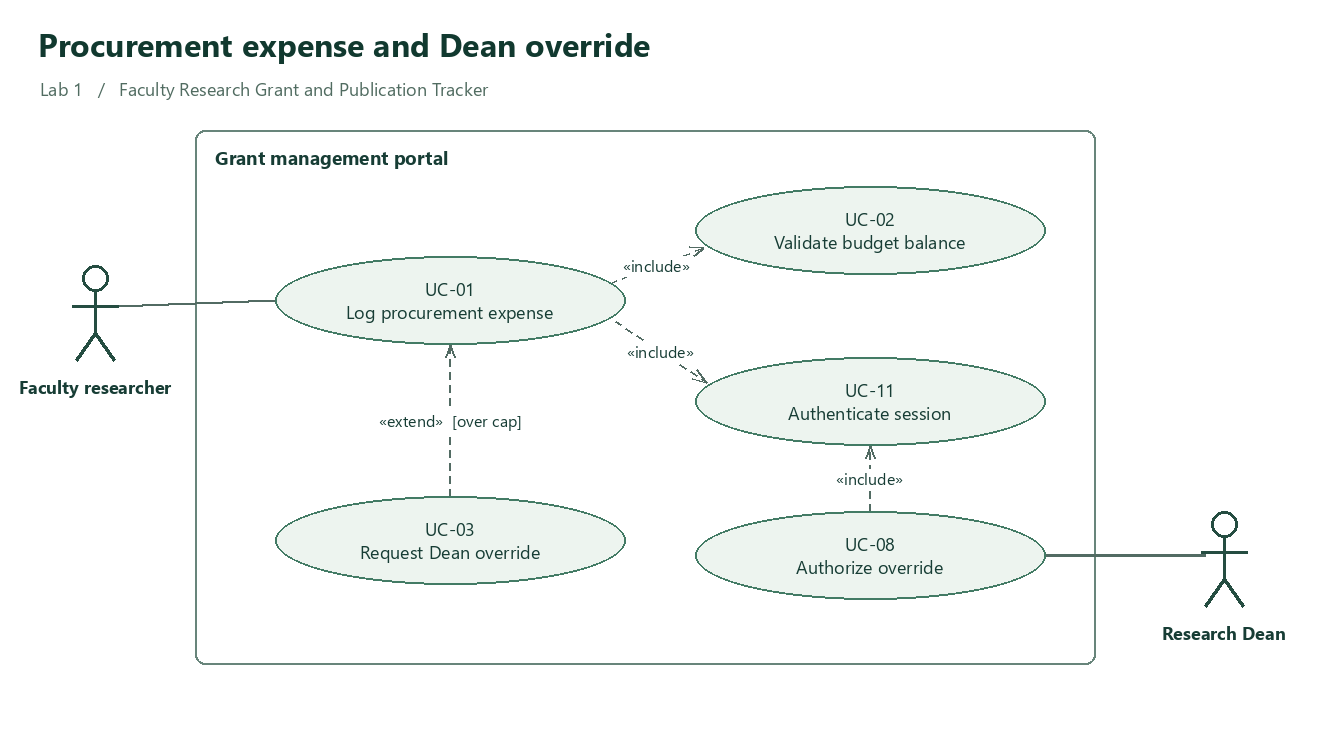 Procurement expense and Dean override
Lab 1 / Faculty Research Grant and Publication Tracker
Grant management portal
UC-02
Validate budget balance
«include»
UC-01
Log procurement expense
Faculty researcher
«include»
UC-11
Authenticate session
«extend» [over cap]
«include»
UC-03
Request Dean override
UC-08
Authorize override
Research Dean